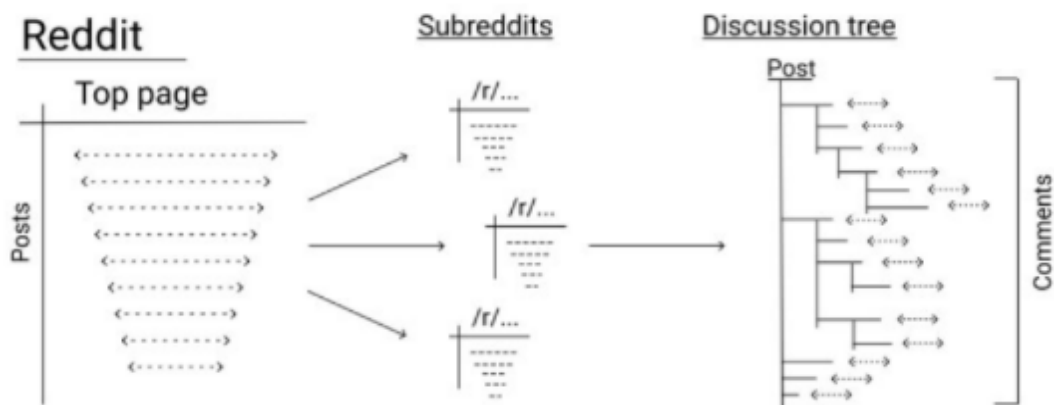 Reddit
Top page
Posts
Subreddits
/r/...
/r/...
/r/...
Discussion tree
Post
Comments